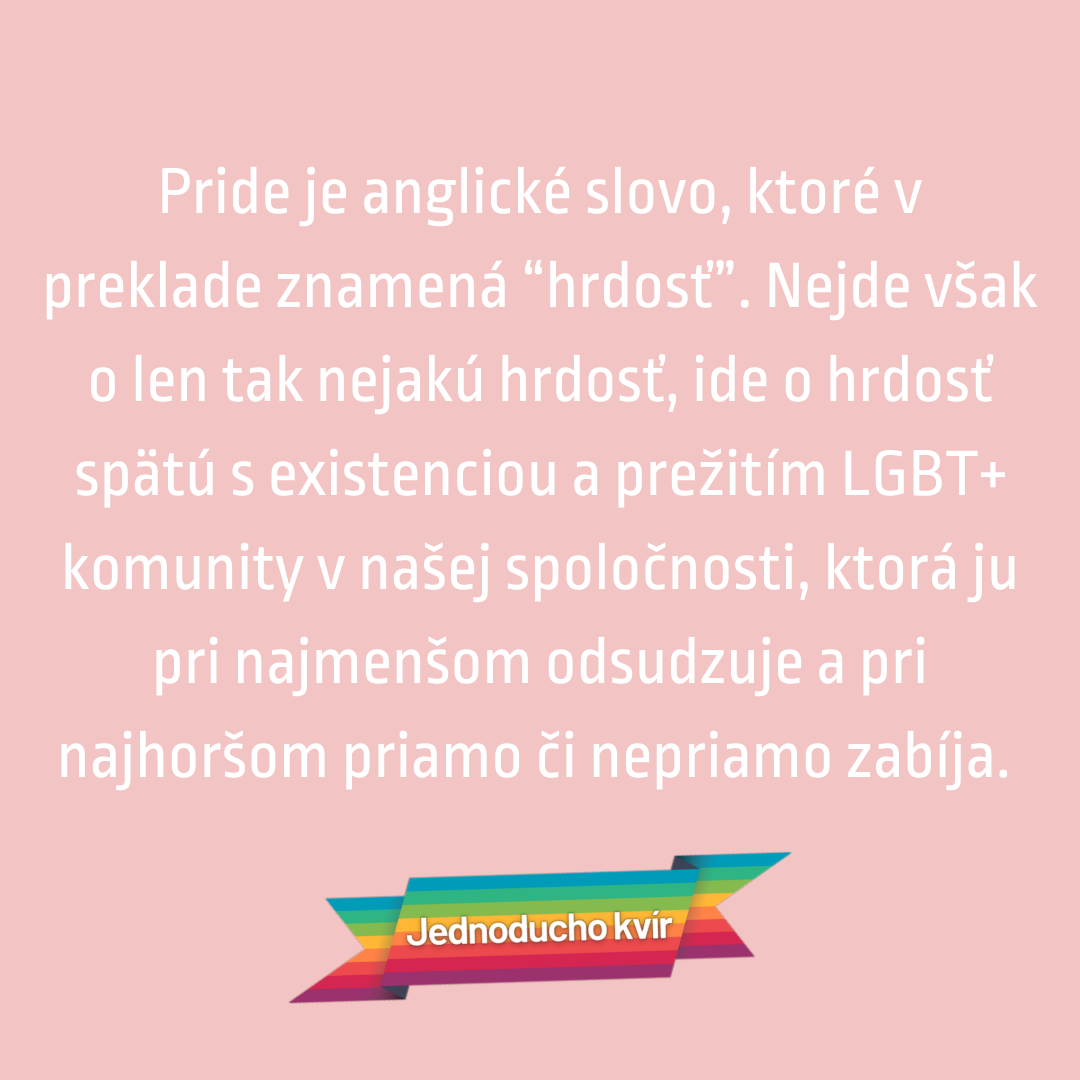 Pride je anglické slovo, ktoré v
preklade znamená “hrdosť”. Nejde však
o len tak nejakú hrdosť, ide o hrdosť
spätú s existenciou a prežitím LGBT+
komunity v našej spoločnosti, ktorá ju
pri najmenšom odsudzuje a pri
najhoršom priamo či nepriamo zabíja.
Jednoducho kvír